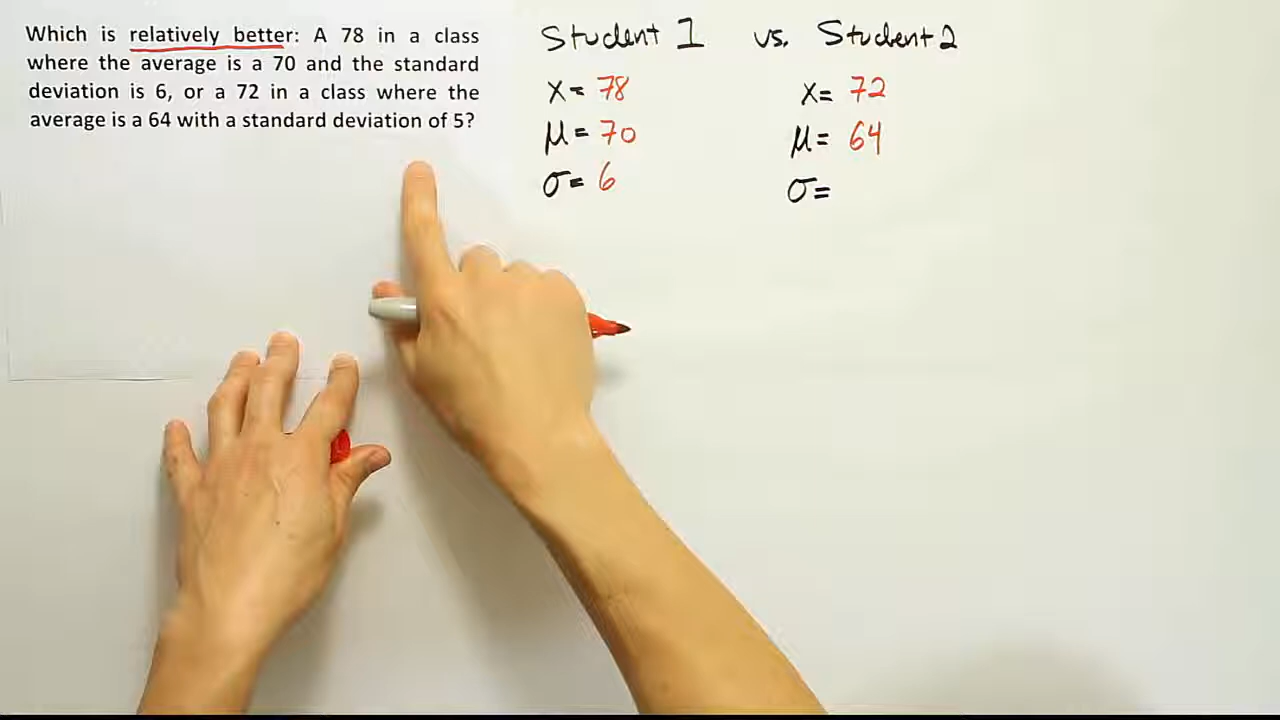 Which is relatively better: A 78 in a class
where the average is a 70 and the standard
deviation is 6, or a 72 in a class where the
average is a 64 with a standard deviation of 5?
Student 1 vs. Student 2
x = 78
μ = 70
σ = 6
x = 72
μ = 64
σ =